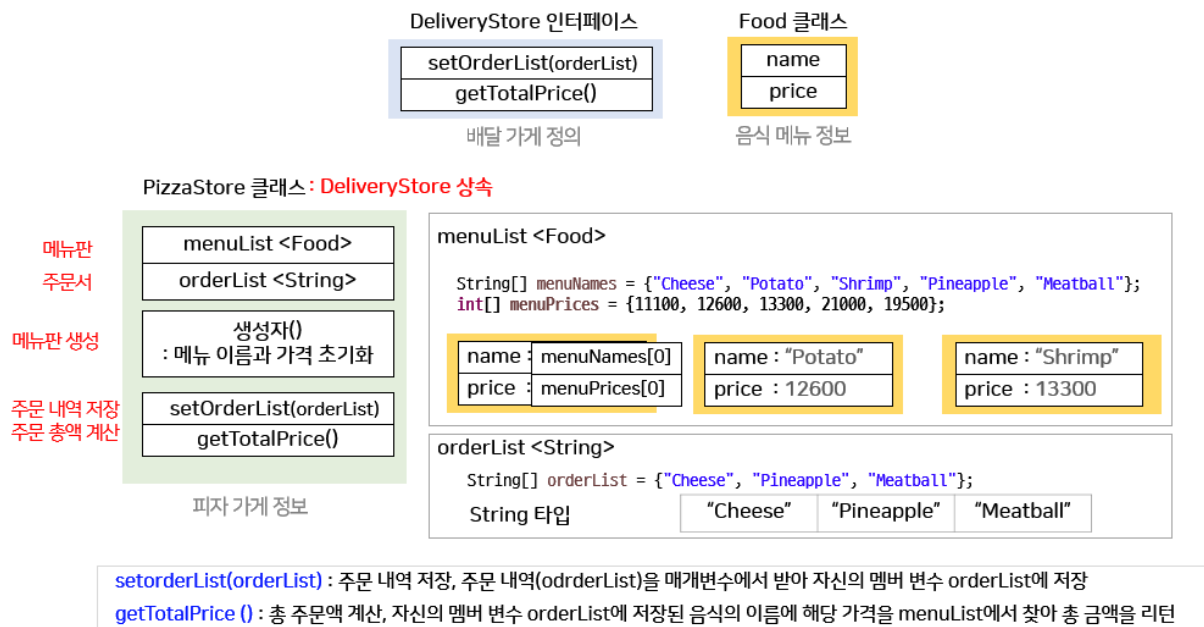 DeliveryStore 인터페이스
Food 클래스
setOrderList(orderList)
getTotalPrice()
name
price
배달 가게 정의
음식 메뉴 정보
PizzaStore 클래스 : DeliveryStore 상속
메뉴판
menuList <Food>
주문서
orderList <String>
메뉴판 생성
생성자()
: 메뉴 이름과 가격 초기화
주문 내역 저장
주문 총액 계산
setOrderList(orderList)
getTotalPrice()
피자 가게 정보
menuList <Food>
String[] menuNames = {"Cheese", "Potato", "Shrimp", "Pineapple", "Meatball"};
int[] menuPrices = {11100, 12600, 13300, 21000, 19500};
name : menuNames[0]
price : menuPrices[0]
name : “Potato”
price : 12600
name : “Shrimp”
price : 13300
orderList <String>
String[] orderList = {"Cheese", "Pineapple", "Meatball"};
String 타입
“Cheese”
“Pineapple”
“Meatball”
setorderList(orderList) : 주문 내역 저장, 주문 내역(odrderList)을 매개변수에서 받아 자신의 멤버 변수 orderList에 저장
getTotalPrice () : 총 주문액 계산, 자신의 멤버 변수 orderList에 저장된 음식의 이름에 해당 가격을 menuList에서 찾아 총 금액을 리턴